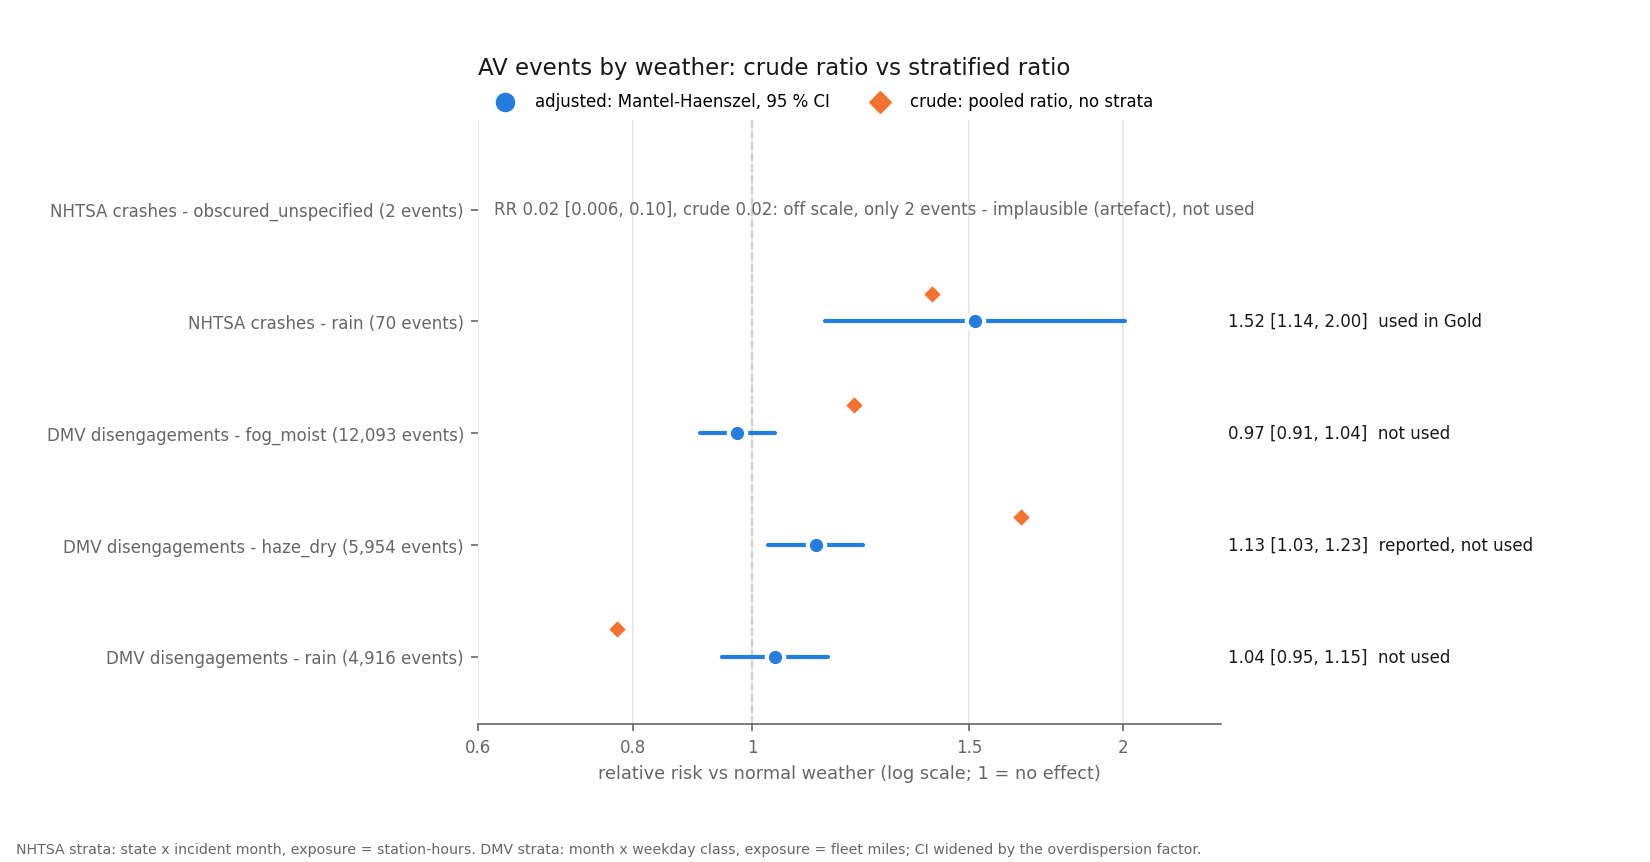 AV events by weather: crude ratio vs stratified ratio
adjusted: Mantel-Haenszel, 95 % CI
crude: pooled ratio, no strata
NHTSA crashes - obscured_unspecified (2 events)
RR 0.02 [0.006, 0.10], crude 0.02: off scale, only 2 events - implausible (artefact), not used
NHTSA crashes - rain (70 events)
1.52 [1.14, 2.00]  used in Gold
DMV disengagements - fog_moist (12,093 events)
0.97 [0.91, 1.04]  not used
DMV disengagements - haze_dry (5,954 events)
1.13 [1.03, 1.23]  reported, not used
DMV disengagements - rain (4,916 events)
1.04 [0.95, 1.15]  not used
0.6 0.8 1 1.5 2
relative risk vs normal weather (log scale; 1 = no effect)
NHTSA strata: state x incident month, exposure = station-hours. DMV strata: month x weekday class, exposure = fleet miles; CI widened by the overdispersion factor.